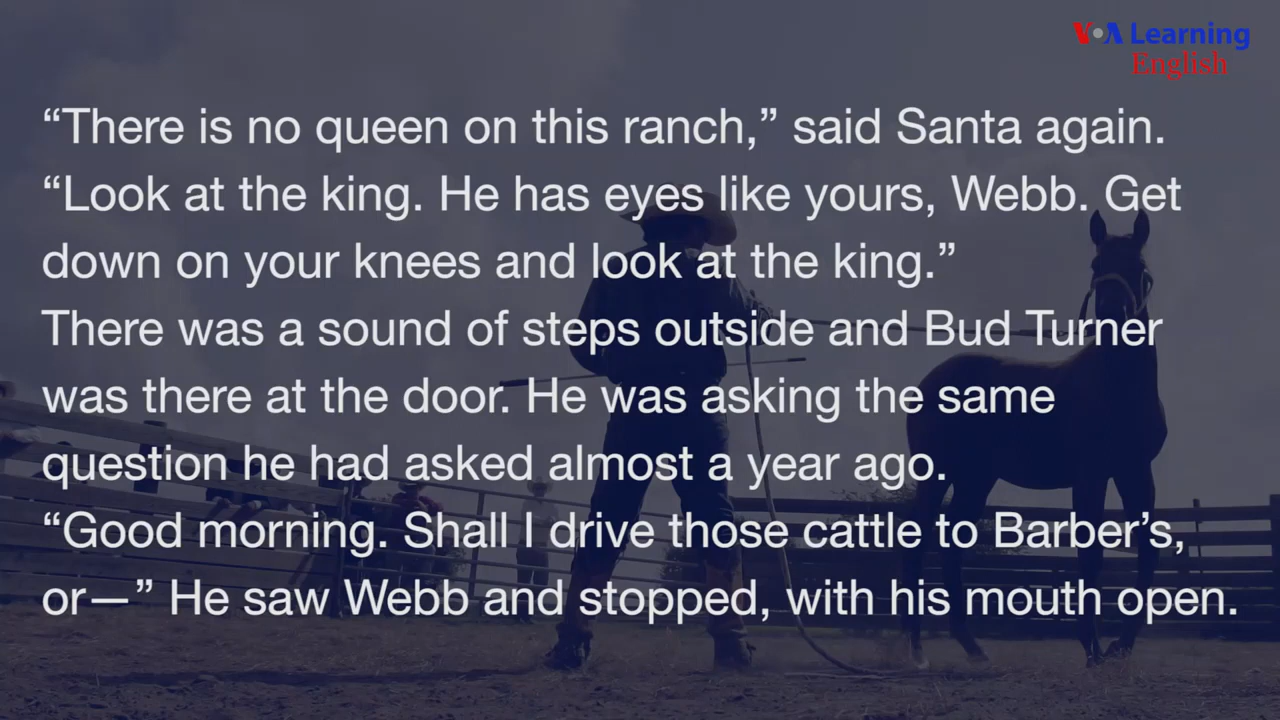 VOA Learning
English
“There is no queen on this ranch,” said Santa again.
“Look at the king. He has eyes like yours, Webb. Get
down on your knees and look at the king.”
There was a sound of steps outside and Bud Turner
was there at the door. He was asking the same
question he had asked almost a year ago.
“Good morning. Shall I drive those cattle to Barber’s,
or—” He saw Webb and stopped, with his mouth open.